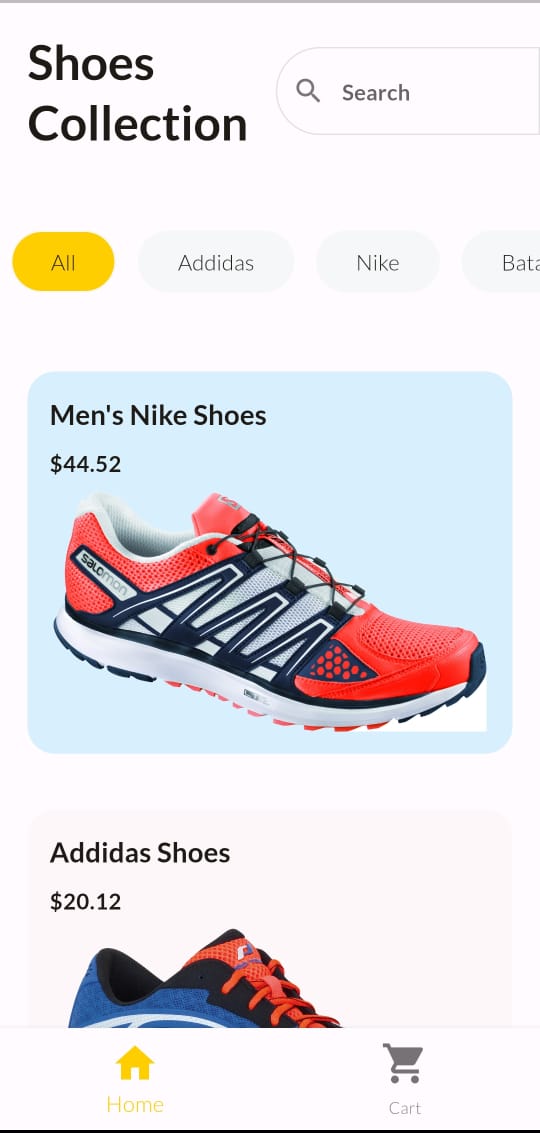 Shoes
Collection
Search
All
Addidas
Nike
Bata
Men's Nike Shoes
$44.52
salomon
Addidas Shoes
$20.12
Home
Cart